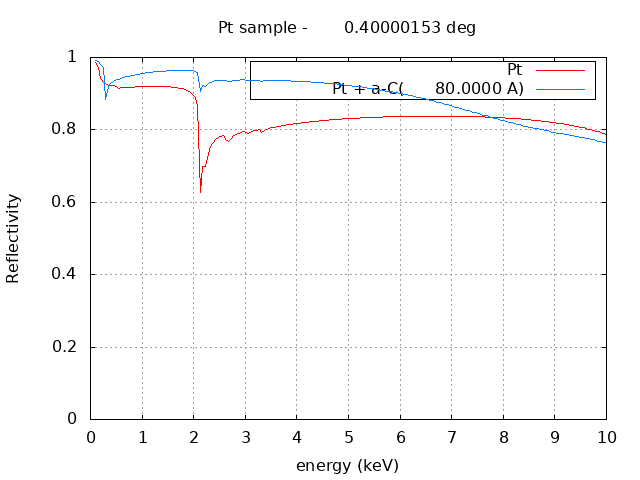 Pt sample - 0.40000153 deg
Pt
Pt + a-C( 80.0000 A)
Reflectivity
1
0.8
0.6
0.4
0.2
0
0 1 2 3 4 5 6 7 8 9 10
energy (keV)